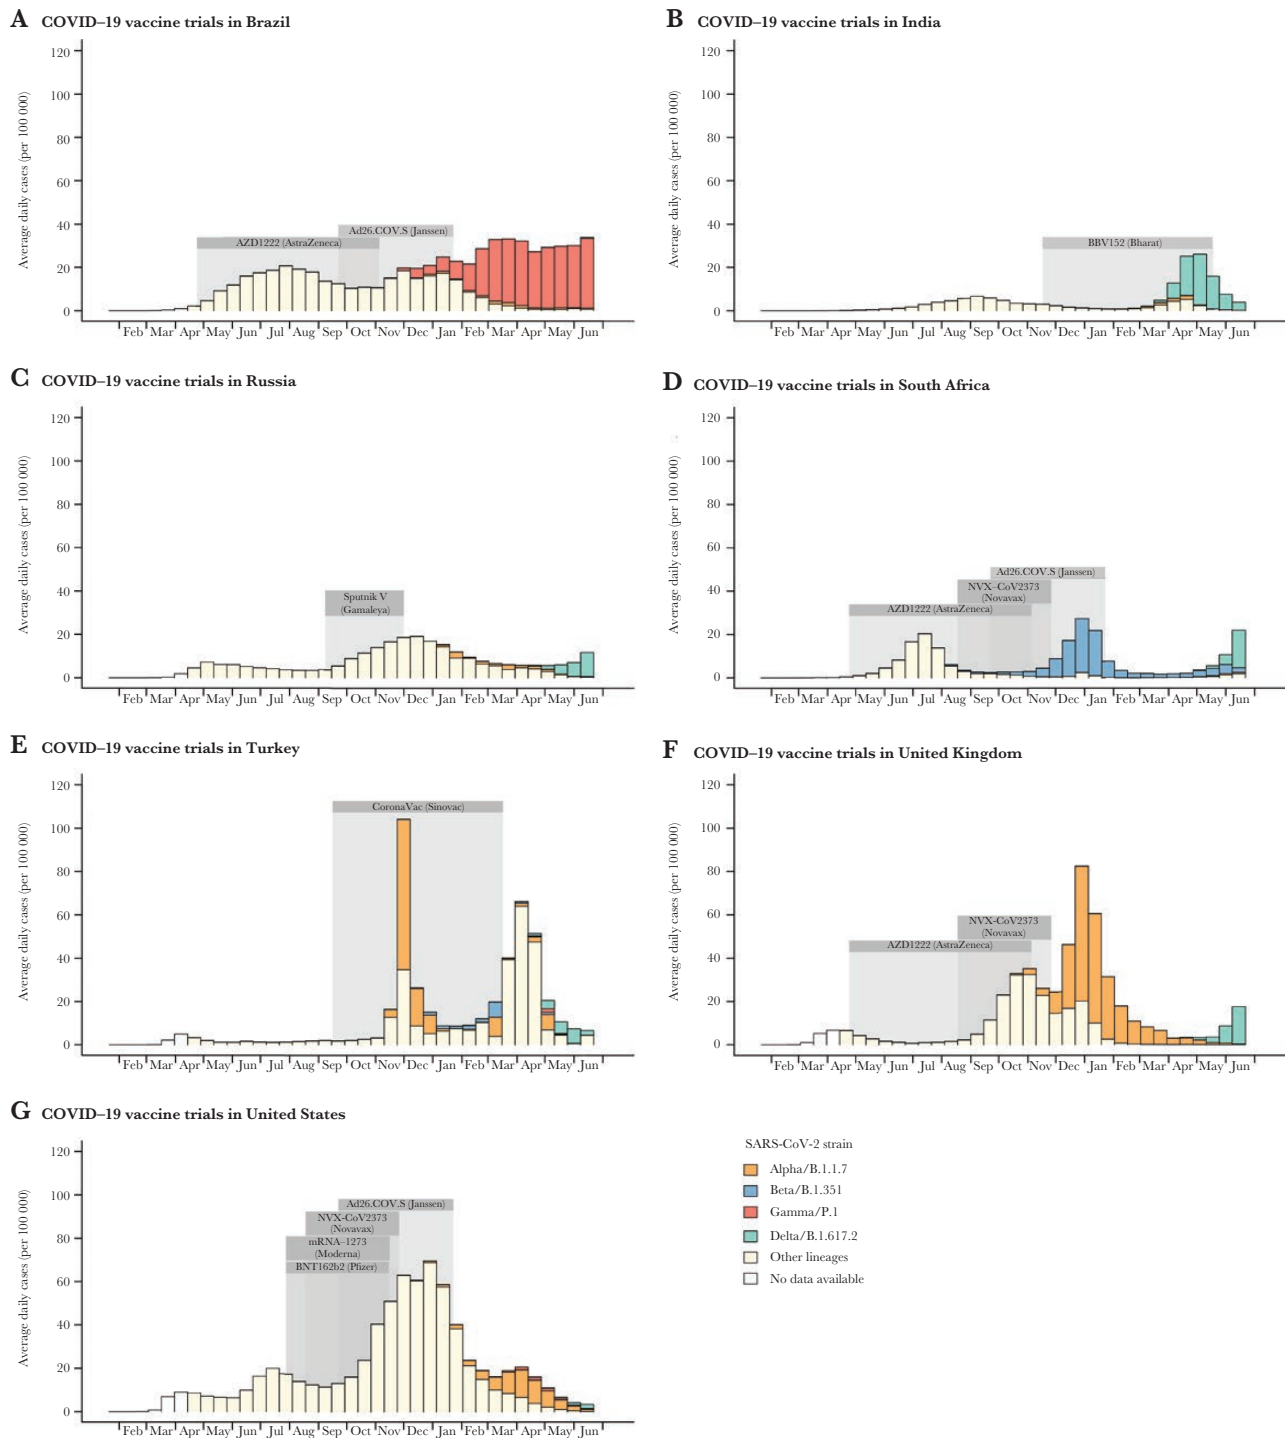 A COVID–19 vaccine trials in Brazil
Average daily cases (per 100 000)
120
100
80
60
40
20
0
AZD1222 (AstraZeneca)
Ad26.COV.S (Janssen)
Feb Mar Apr May Jun Jul Aug Sep Oct Nov Dec Jan Feb Mar Apr May Jun
B COVID–19 vaccine trials in India
Average daily cases (per 100 000)
120
100
80
60
40
20
0
BBV152 (Bharat)
Feb Mar Apr May Jun Jul Aug Sep Oct Nov Dec Jan Feb Mar Apr May Jun
C COVID–19 vaccine trials in Russia
Average daily cases (per 100 000)
120
100
80
60
40
20
0
Sputnik V
(Gamaleya)
Feb Mar Apr May Jun Jul Aug Sep Oct Nov Dec Jan Feb Mar Apr May Jun
D COVID–19 vaccine trials in South Africa
Average daily cases (per 100 000)
120
100
80
60
40
20
0
Ad26.COV.S (Janssen)
NVX–CoV2373
(Novavax)
AZD1222 (AstraZeneca)
Feb Mar Apr May Jun Jul Aug Sep Oct Nov Dec Jan Feb Mar Apr May Jun
E COVID–19 vaccine trials in Turkey
Average daily cases (per 100 000)
120
100
80
60
40
20
0
CoronaVac (Sinovac)
Feb Mar Apr May Jun Jul Aug Sep Oct Nov Dec Jan Feb Mar Apr May Jun
F COVID–19 vaccine trials in United Kingdom
Average daily cases (per 100 000)
120
100
80
60
40
20
0
NVX-CoV2373
(Novavax)
AZD1222 (AstraZeneca)
Feb Mar Apr May Jun Jul Aug Sep Oct Nov Dec Jan Feb Mar Apr May Jun
G COVID–19 vaccine trials in United States
Average daily cases (per 100 000)
120
100
80
60
40
20
0
Ad26.COV.S (Janssen)
NVX-CoV2373
(Novavax)
mRNA–1273
(Moderna)
BNT162b2 (Pfizer)
Feb Mar Apr May Jun Jul Aug Sep Oct Nov Dec Jan Feb Mar Apr May Jun
SARS-CoV-2 strain
Alpha/B.1.1.7
Beta/B.1.351
Gamma/P.1
Delta/B.1.617.2
Other lineages
No data available